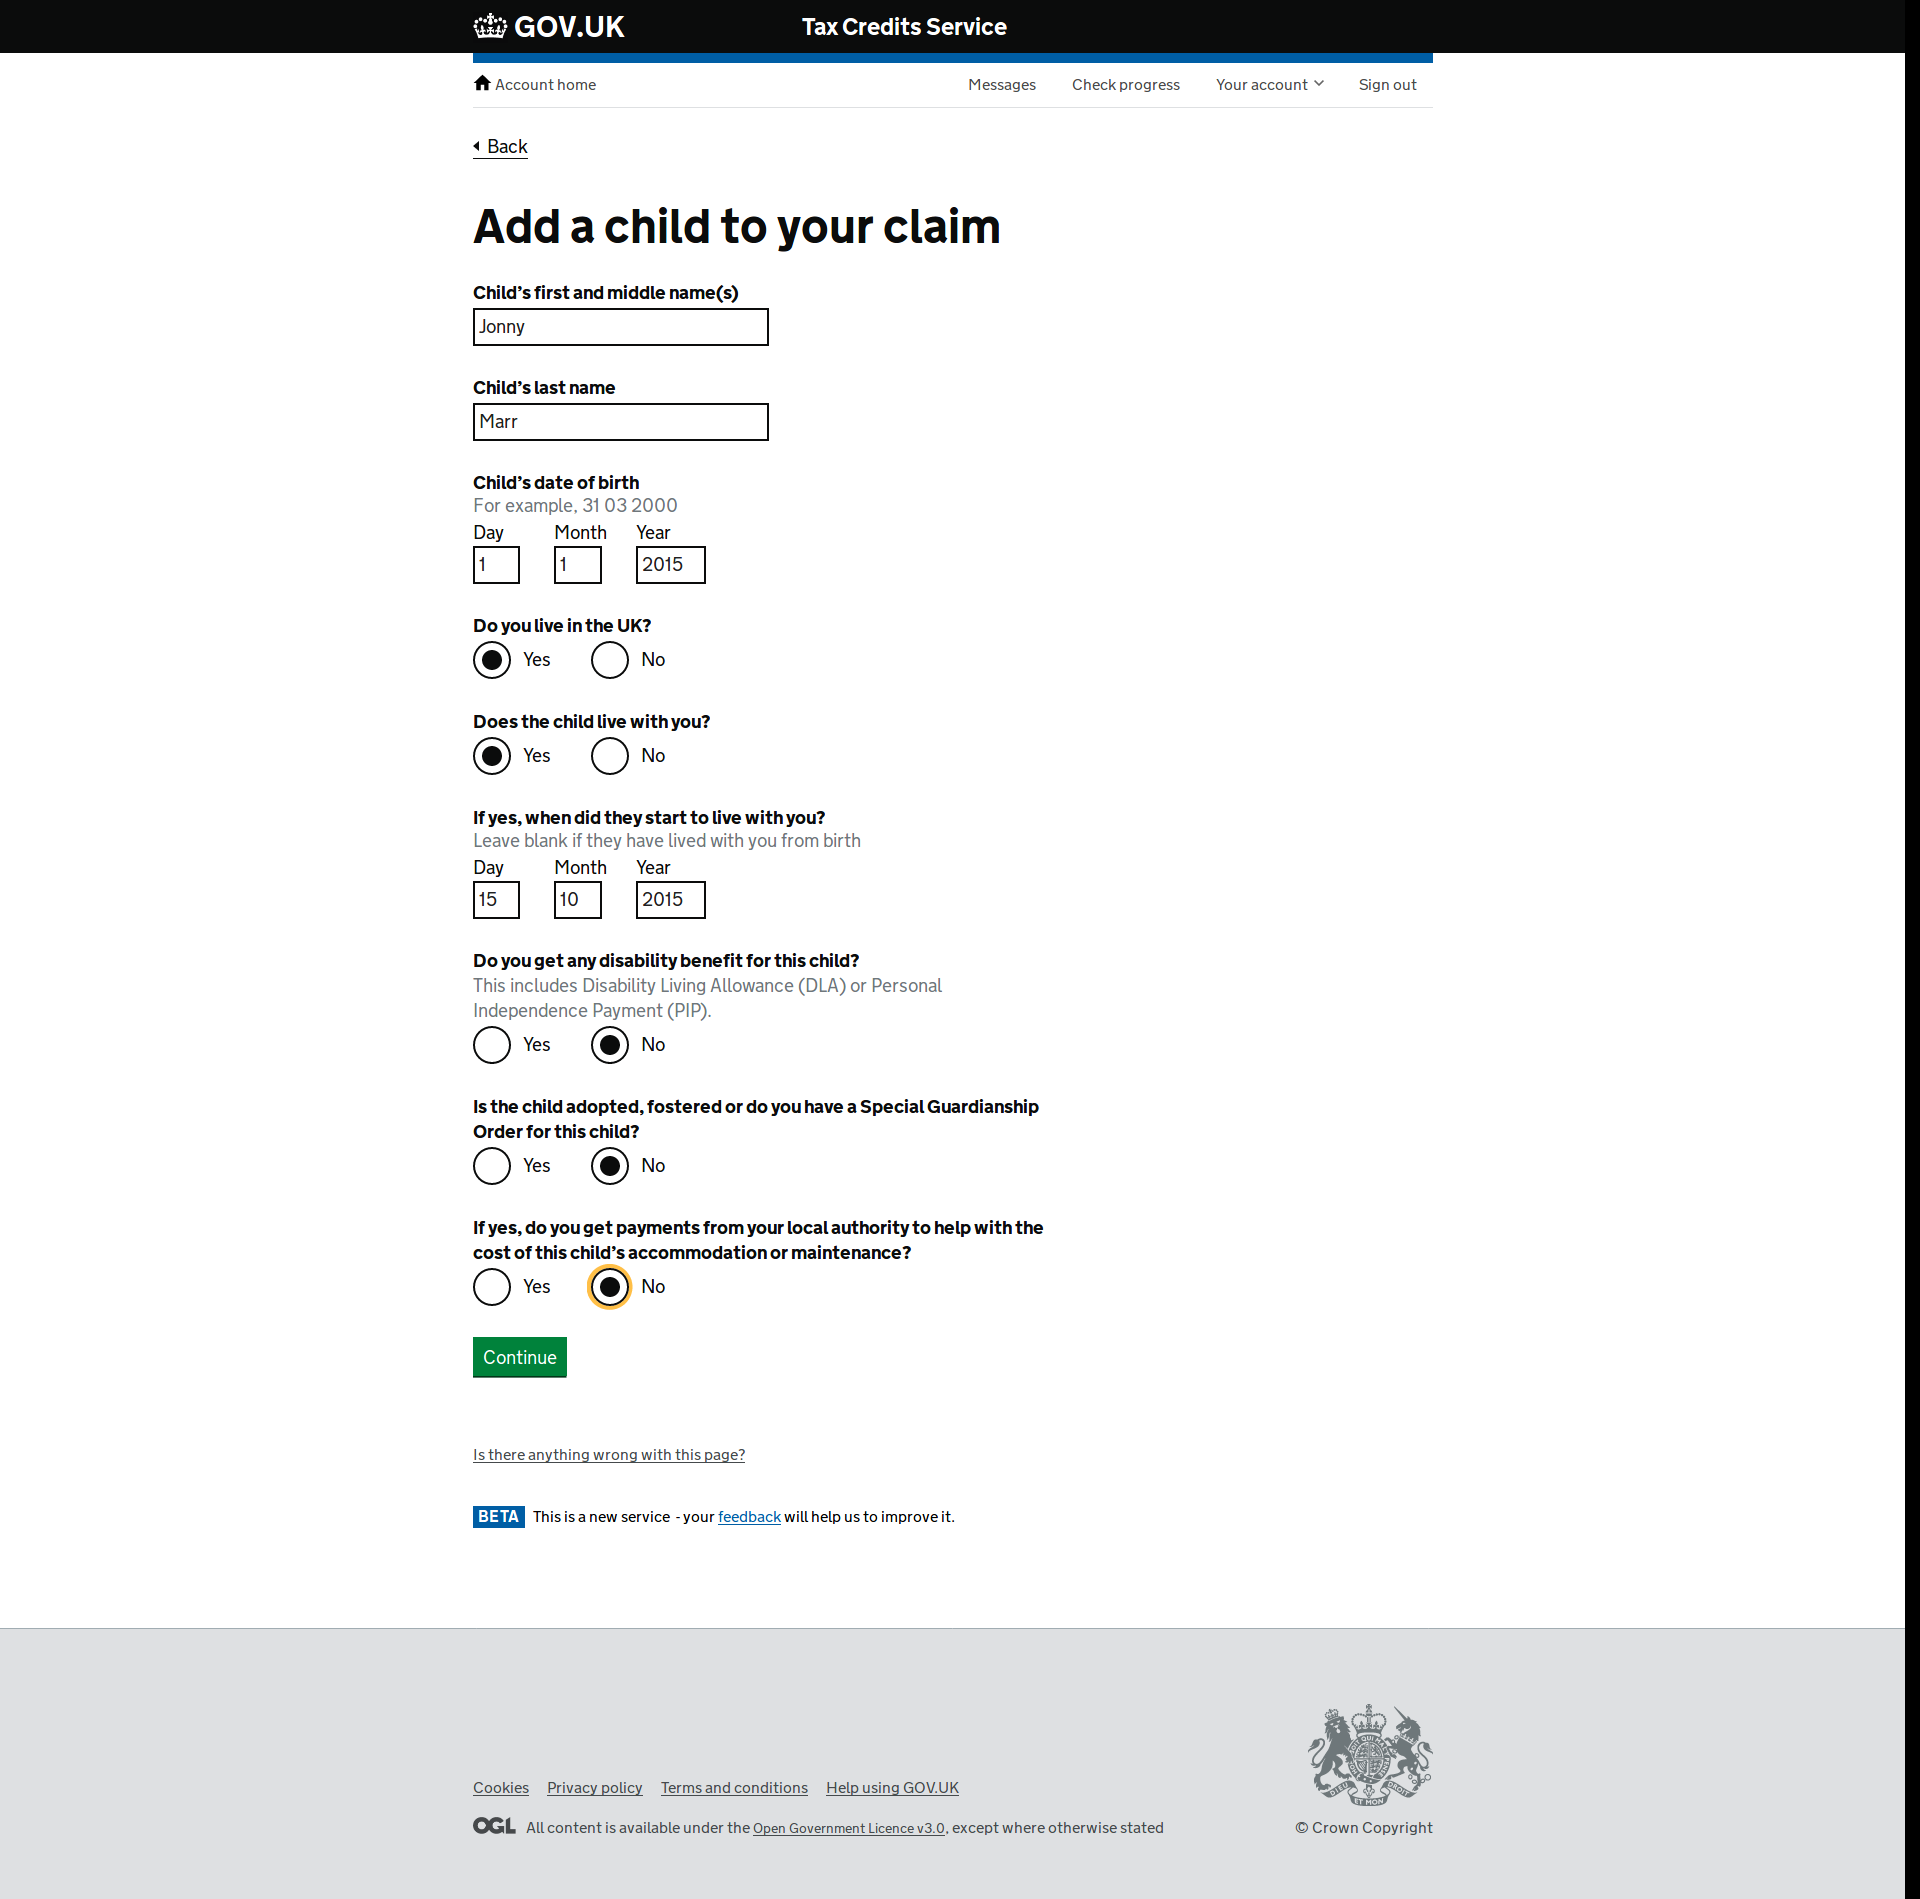 GOV.UK
Tax Credits Service
Account home
Messages
Check progress
Your account
Sign out
Back
Add a child to your claim
Child’s first and middle name(s)
Jonny
Child’s last name
Marr
Child’s date of birth
For example, 31 03 2000
Day Month Year
1 1 2015
Do you live in the UK?
Yes No
Does the child live with you?
Yes No
If yes, when did they start to live with you?
Leave blank if they have lived with you from birth
Day Month Year
15 10 2015
Do you get any disability benefit for this child?
This includes Disability Living Allowance (DLA) or Personal
Independence Payment (PIP).
Yes No
Is the child adopted, fostered or do you have a Special Guardianship
Order for this child?
Yes No
If yes, do you get payments from your local authority to help with the
cost of this child’s accommodation or maintenance?
Yes No
Continue
Is there anything wrong with this page?
BETA This is a new service - your feedback will help us to improve it.
Cookies Privacy policy Terms and conditions Help using GOV.UK
OGL All content is available under the Open Government Licence v3.0, except where otherwise stated
© Crown Copyright